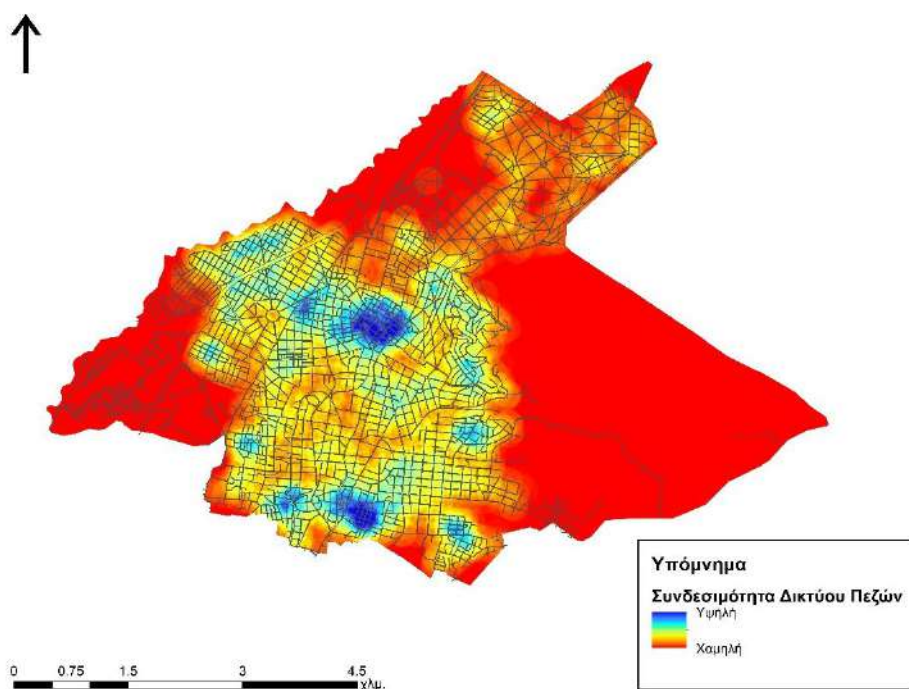 Υπόμνημα
Συνδεσιμότητα Δικτύου Πεζών
Υψηλή
Χαμηλή
0 0.75 1.5 3 4.5
χλμ.